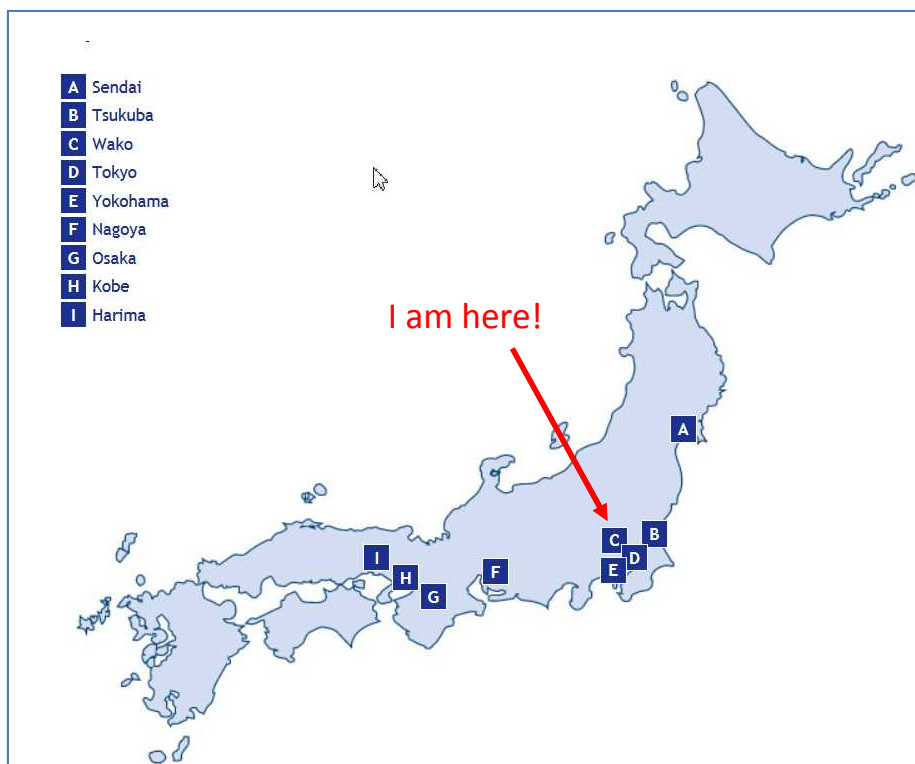 -
A Sendai
B Tsukuba
C Wako
D Tokyo
E Yokohama
F Nagoya
G Osaka
H Kobe
I Harima
I am here!
A
B
C
D
E
F
I
H
G